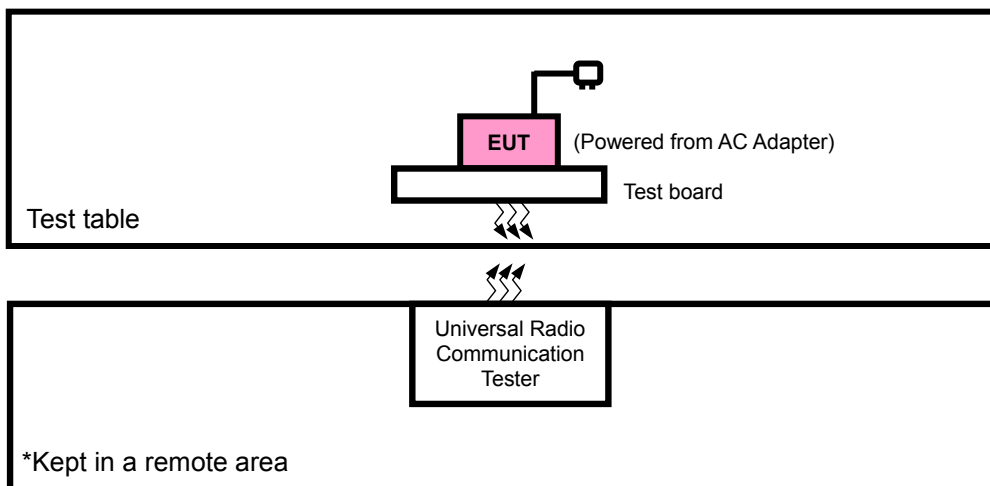 EUT
(Powered from AC Adapter)
Test board
Test table
Universal Radio
Communication
Tester
*Kept in a remote area